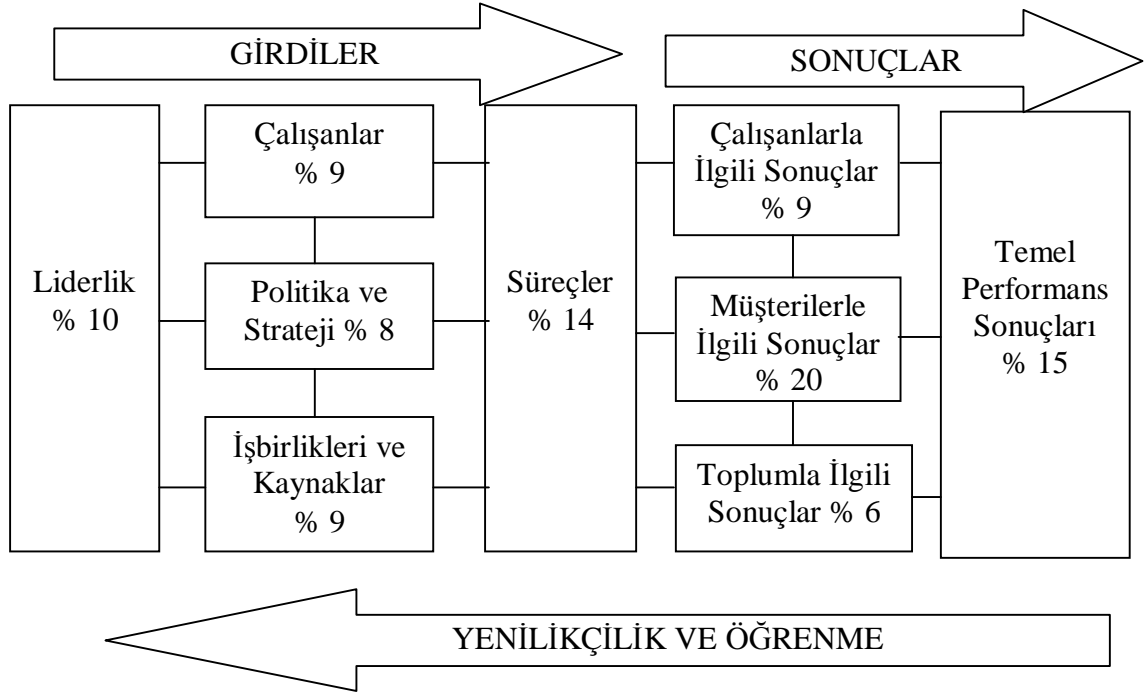 GİRDİLER
SONUÇLAR
Liderlik
% 10
Çalışanlar
% 9
Politika ve
Strateji % 8
İşbirlikleri ve
Kaynaklar
% 9
Süreçler
% 14
Çalışanlarla
İlgili Sonuçlar
% 9
Müşterilerle
İlgili Sonuçlar
% 20
Toplumla İlgili
Sonuçlar % 6
Temel
Performans
Sonuçları
% 15
YENİLİKÇİLİK VE ÖĞRENME